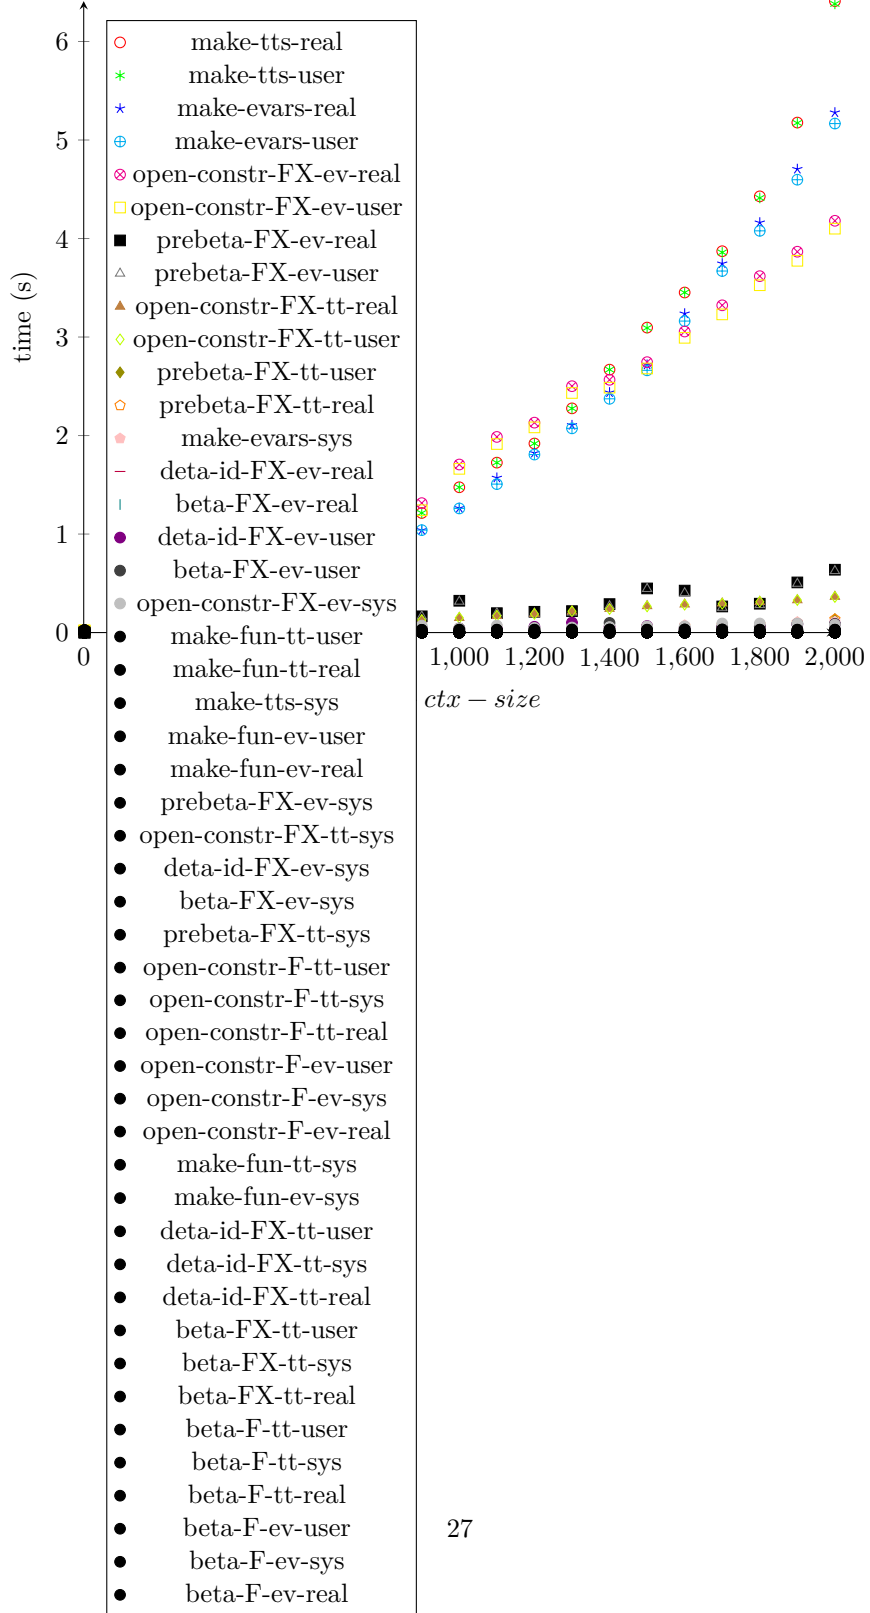 6
5
4
3
2
1
0
time (s)
make-tts-real
make-tts-user
make-evars-real
make-evars-user
open-constr-FX-ev-real
open-constr-FX-ev-user
prebeta-FX-ev-real
prebeta-FX-ev-user
open-constr-FX-tt-real
open-constr-FX-tt-user
prebeta-FX-tt-user
prebeta-FX-tt-real
make-evars-sys
deta-id-FX-ev-real
beta-FX-ev-real
deta-id-FX-ev-user
beta-FX-ev-user
open-constr-FX-ev-sys
make-fun-tt-user
make-fun-tt-real
make-tts-sys
make-fun-ev-user
make-fun-ev-real
prebeta-FX-ev-sys
open-constr-FX-tt-sys
deta-id-FX-ev-sys
beta-FX-ev-sys
prebeta-FX-tt-sys
open-constr-F-tt-user
open-constr-F-tt-sys
open-constr-F-tt-real
open-constr-F-ev-user
open-constr-F-ev-sys
open-constr-F-ev-real
make-fun-tt-sys
make-fun-ev-sys
deta-id-FX-tt-user
deta-id-FX-tt-sys
deta-id-FX-tt-real
beta-FX-tt-user
beta-FX-tt-sys
beta-FX-tt-real
beta-F-tt-user
beta-F-tt-sys
beta-F-tt-real
beta-F-ev-user
beta-F-ev-sys
beta-F-ev-real
0 1,000 1,200 1,400 1,600 1,800 2,000
ctx − size
27